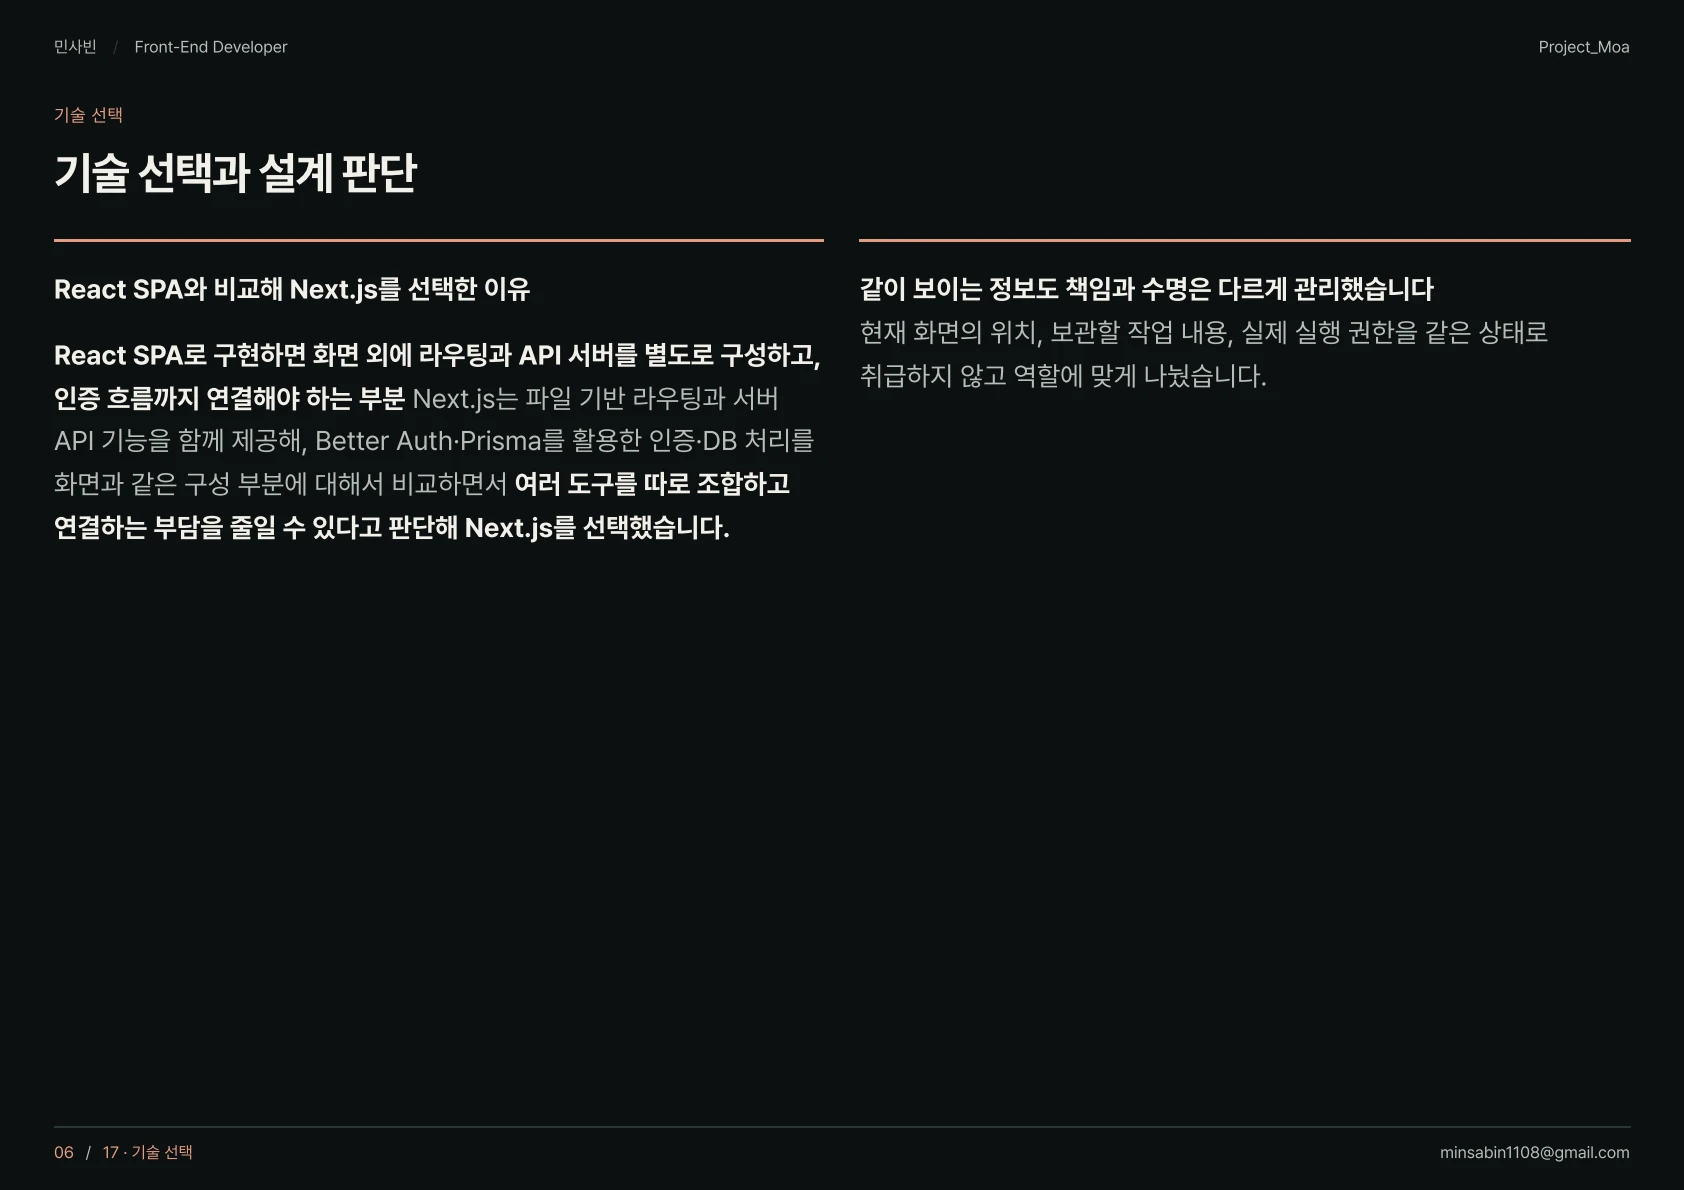 민사빈 / Front-End Developer
Project_Moa
기술 선택
기술 선택과 설계 판단
React SPA와 비교해 Next.js를 선택한 이유
React SPA로 구현하면 화면 외에 라우팅과 API 서버를 별도로 구성하고,
인증 흐름까지 연결해야 하는 부분 Next.js는 파일 기반 라우팅과 서버
API 기능을 함께 제공해, Better Auth·Prisma를 활용한 인증·DB 처리를
화면과 같은 구성 부분에 대해서 비교하면서 여러 도구를 따로 조합하고
연결하는 부담을 줄일 수 있다고 판단해 Next.js를 선택했습니다.
같이 보이는 정보도 책임과 수명은 다르게 관리했습니다
현재 화면의 위치, 보관할 작업 내용, 실제 실행 권한을 같은 상태로
취급하지 않고 역할에 맞게 나눴습니다.
06 / 17 · 기술 선택
minsabin1108@gmail.com